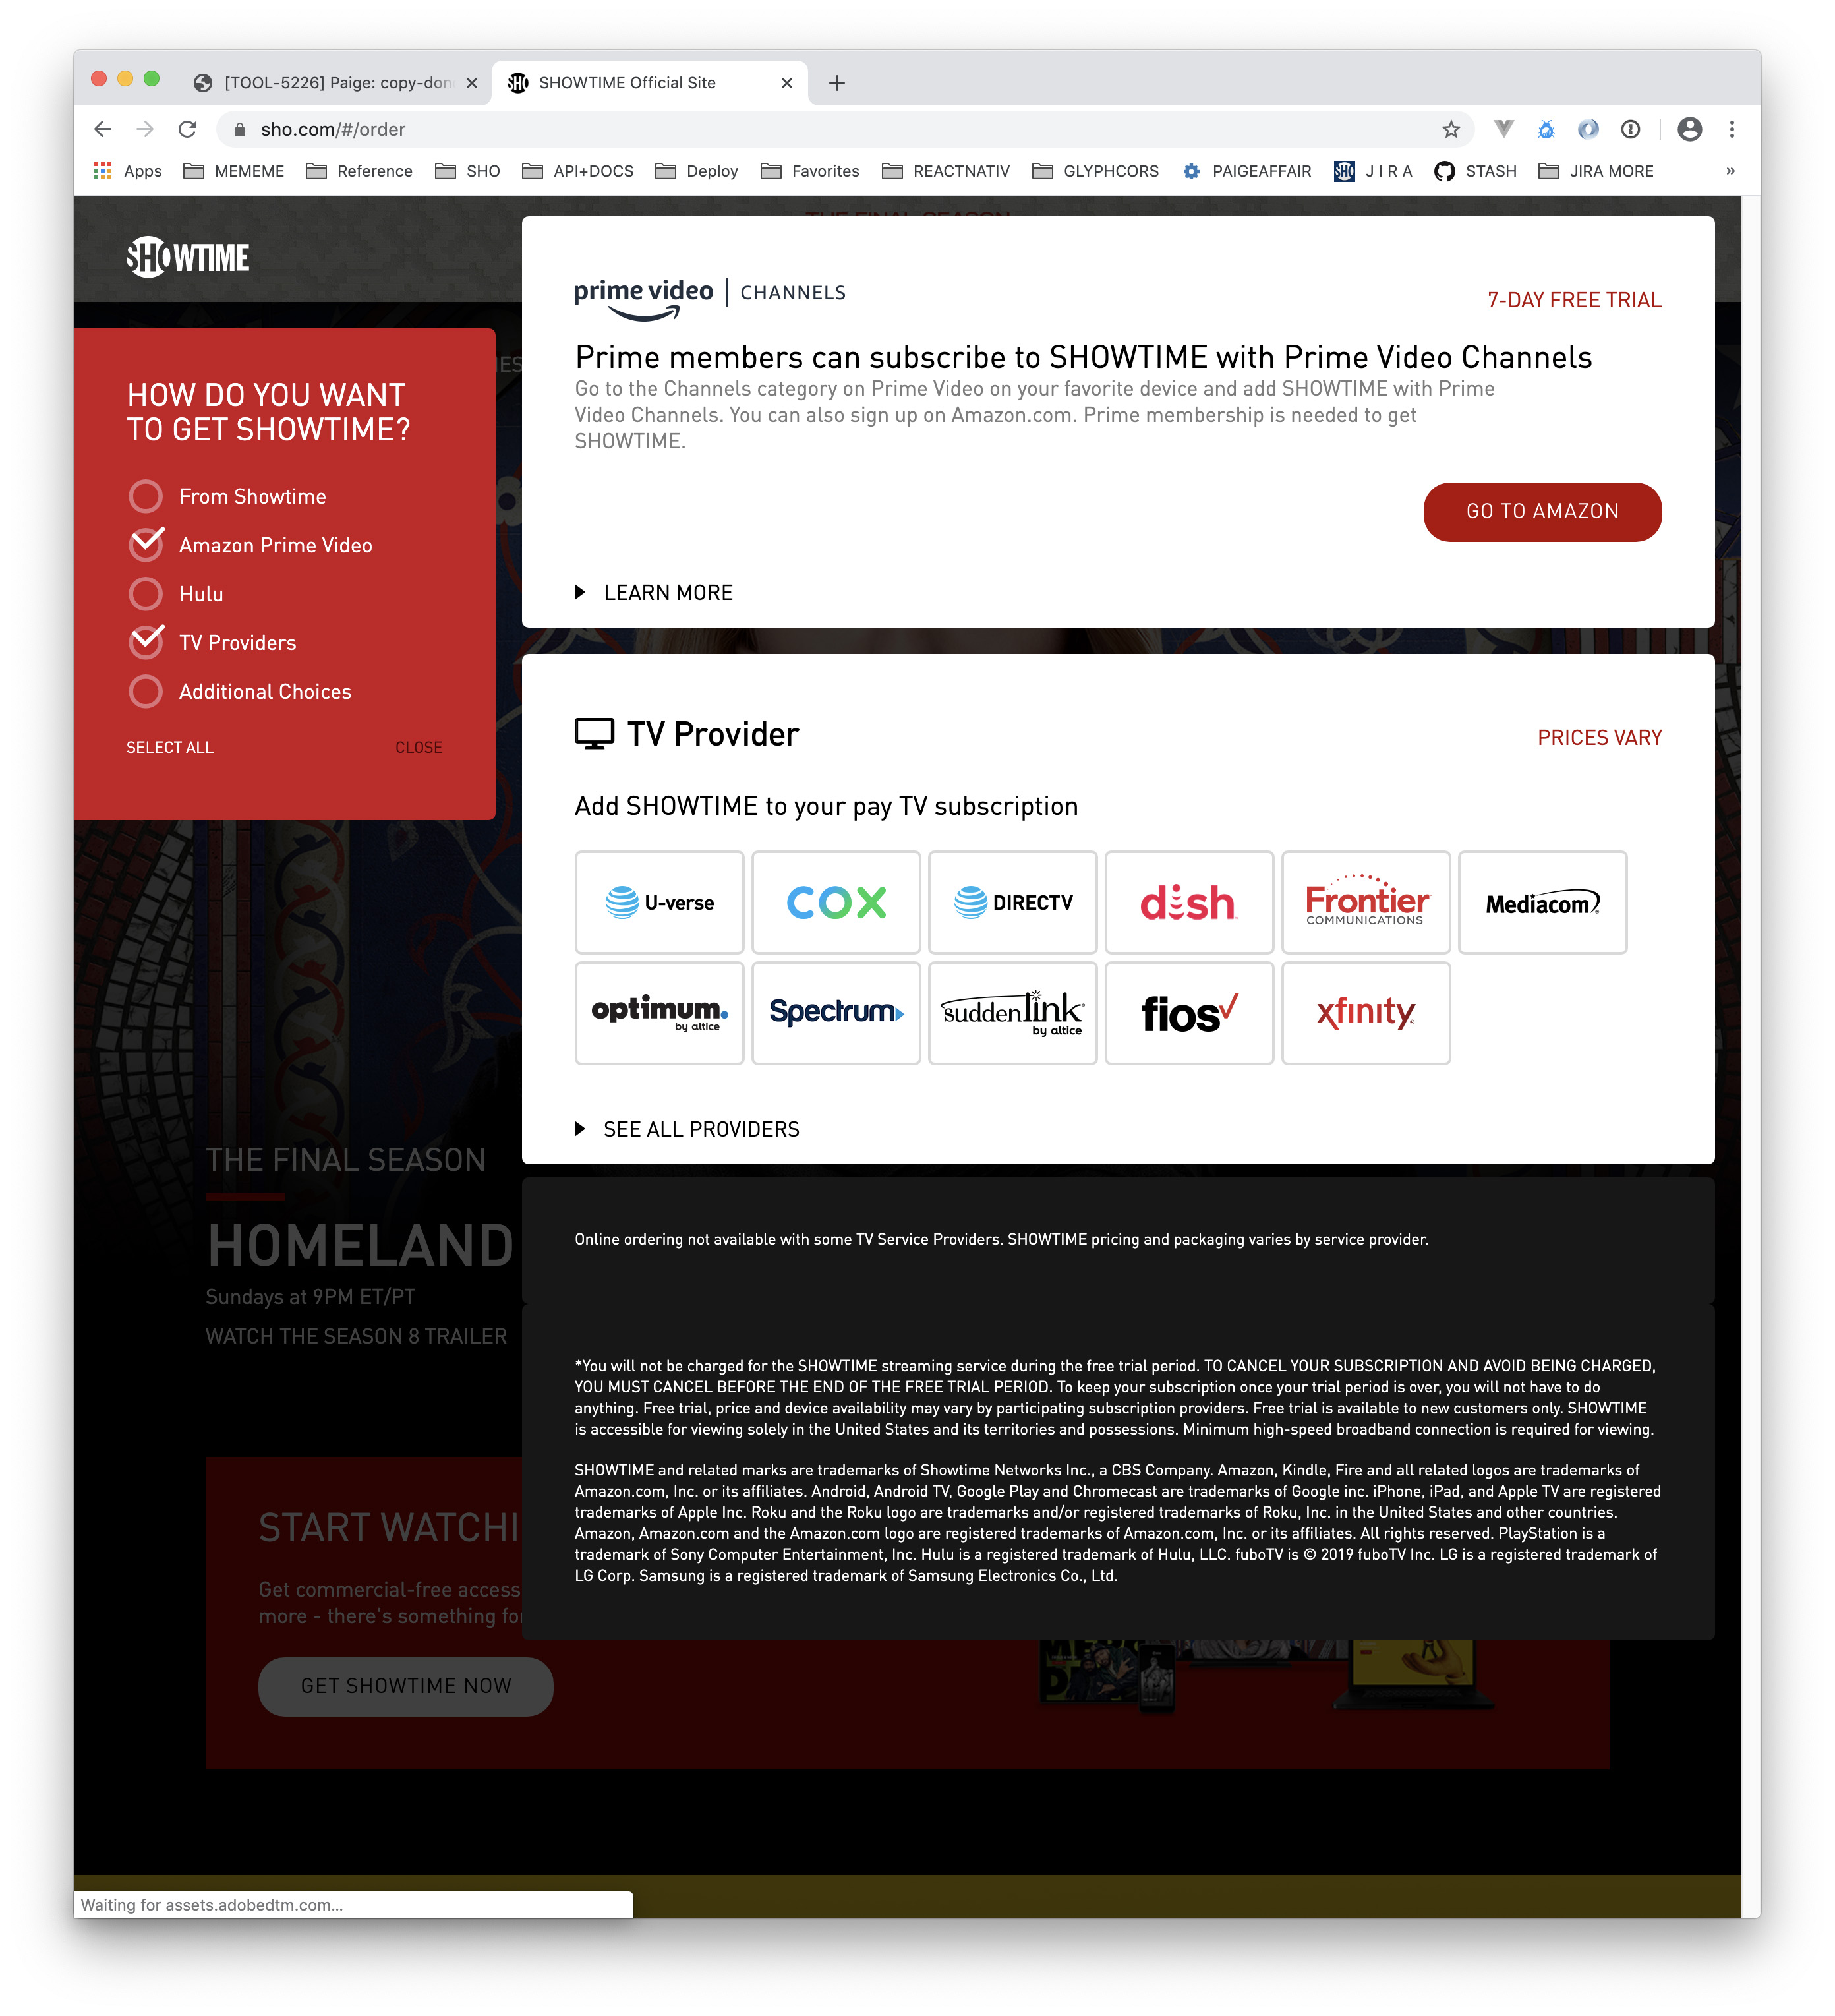 [TOOL-5226] Paige: copy-don
SHO SHOWTIME Official Site
sho.com/#/order
Apps MEMEME Reference SHO API+DOCS Deploy Favorites REACTNATIV GLYPHCORS PAIGEAFFAIR SHO J I R A STASH JIRA MORE »
THE FINAL SEASON
SHOWTIME
prime video | CHANNELS
7-DAY FREE TRIAL
Prime members can subscribe to SHOWTIME with Prime Video Channels
Go to the Channels category on Prime Video on your favorite device and add SHOWTIME with Prime
Video Channels. You can also sign up on Amazon.com. Prime membership is needed to get
SHOWTIME.
GO TO AMAZON
LEARN MORE
HOW DO YOU WANT
TO GET SHOWTIME?
From Showtime
Amazon Prime Video
Hulu
TV Providers
Additional Choices
SELECT ALL
CLOSE
TV Provider
PRICES VARY
Add SHOWTIME to your pay TV subscription
U-verse
COX
DIRECTV
dish
Frontier
COMMUNICATIONS
Mediacom
optimum.
by altice
Spectrum
suddenlink
by altice
fios
xfinity
SEE ALL PROVIDERS
THE FINAL SEASON
HOMELAND
Sundays at 9PM ET/PT
WATCH THE SEASON 8 TRAILER
Online ordering not available with some TV Service Providers. SHOWTIME pricing and packaging varies by service provider.
*You will not be charged for the SHOWTIME streaming service during the free trial period. TO CANCEL YOUR SUBSCRIPTION AND AVOID BEING CHARGED,
YOU MUST CANCEL BEFORE THE END OF THE FREE TRIAL PERIOD. To keep your subscription once your trial period is over, you will not have to do
anything. Free trial, price and device availability may vary by participating subscription providers. Free trial is available to new customers only. SHOWTIME
is accessible for viewing solely in the United States and its territories and possessions. Minimum high-speed broadband connection is required for viewing.
SHOWTIME and related marks are trademarks of Showtime Networks Inc., a CBS Company. Amazon, Kindle, Fire and all related logos are trademarks of
Amazon.com, Inc. or its affiliates. Android, Android TV, Google Play and Chromecast are trademarks of Google inc. iPhone, iPad, and Apple TV are registered
trademarks of Apple Inc. Roku and the Roku logo are trademarks and/or registered trademarks of Roku, Inc. in the United States and other countries.
Amazon, Amazon.com and the Amazon.com logo are registered trademarks of Amazon.com, Inc. or its affiliates. All rights reserved. PlayStation is a
trademark of Sony Computer Entertainment, Inc. Hulu is a registered trademark of Hulu, LLC. fuboTV is © 2019 fuboTV Inc. LG is a registered trademark of
LG Corp. Samsung is a registered trademark of Samsung Electronics Co., Ltd.
START WATCHI
Get commercial-free access
more - there's something for
GET SHOWTIME NOW
Waiting for assets.adobedtm.com...